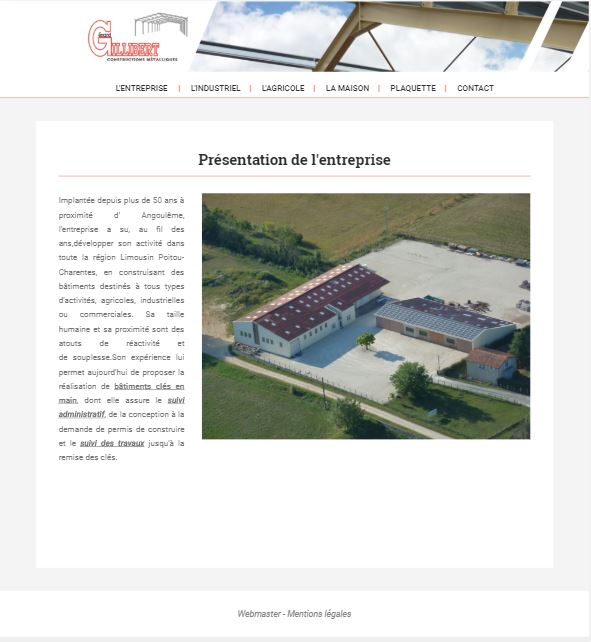 Gérard
GILLIBERT
CONSTRUCTIONS MÉTALLIQUES
L'ENTREPRISE | L'INDUSTRIEL | L'AGRICOLE | LA MAISON | PLAQUETTE | CONTACT
Présentation de l'entreprise
Implantée depuis plus de 50 ans à
proximité d' Angoulême,
l'entreprise a su, au fil des
ans,développer son activité dans
toute la région Limousin Poitou-
Charentes, en construisant des
bâtiments destinés à tous types
d'activités, agricoles, industrielles
ou commerciales. Sa taille
humaine et sa proximité sont des
atouts de réactivité et
de souplesse.Son expérience lui
permet aujourd'hui de proposer la
réalisation de bâtiments clés en
main, dont elle assure le suivi
administratif, de la conception à la
demande de permis de construire
et le suivi des travaux jusqu'à la
remise des clés.
Webmaster - Mentions légales